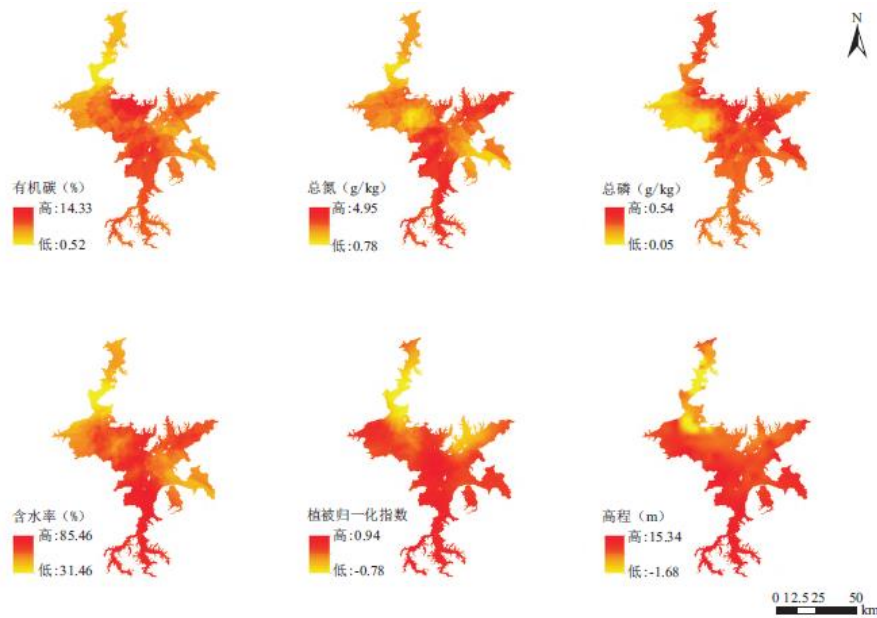 N
有机碳（%）
高:14.33
低:0.52
总氮（g/kg）
高:4.95
低:0.78
总磷（g/kg）
高:0.54
低:0.05
含水率（%）
高:85.46
低:31.46
植被归一化指数
高:0.94
低:-0.78
高程（m）
高:15.34
低:-1.68
0 12.5 25 50
km